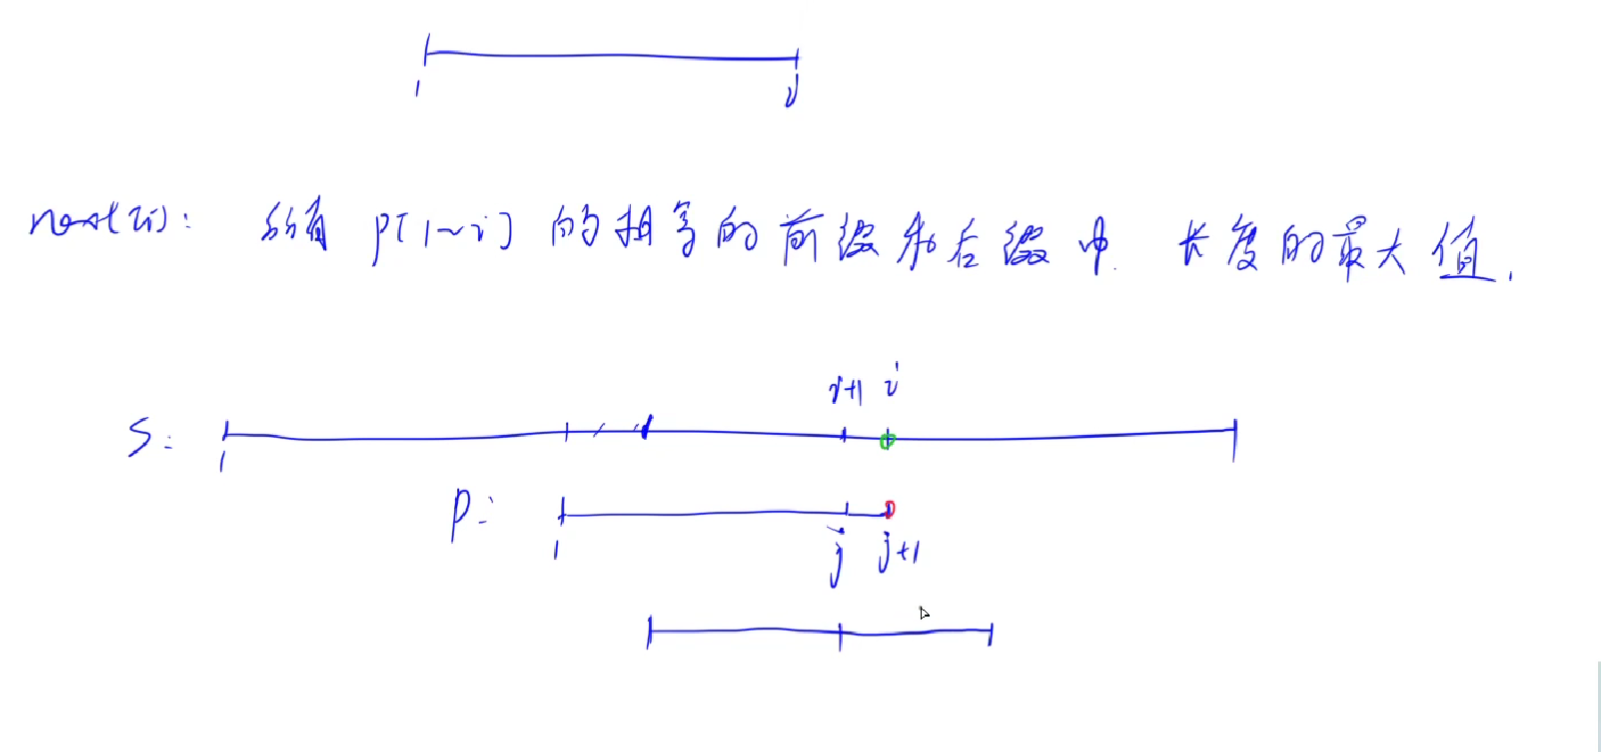 1 j
next[i]: 所有 p[1~i] 的相等的前缀和后缀中 长度的最大值.
i+1 i
S:
1
p:
1 j j+1